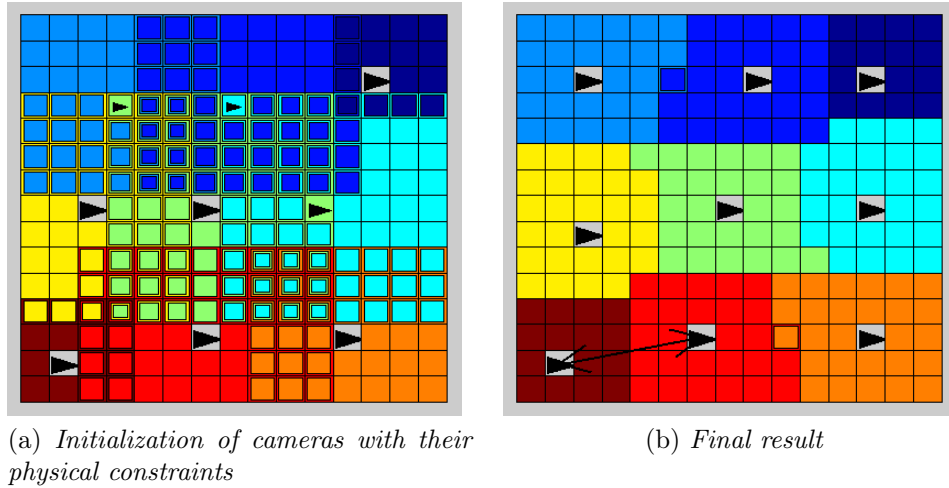 (a) Initialization of cameras with their
physical constraints
(b) Final result